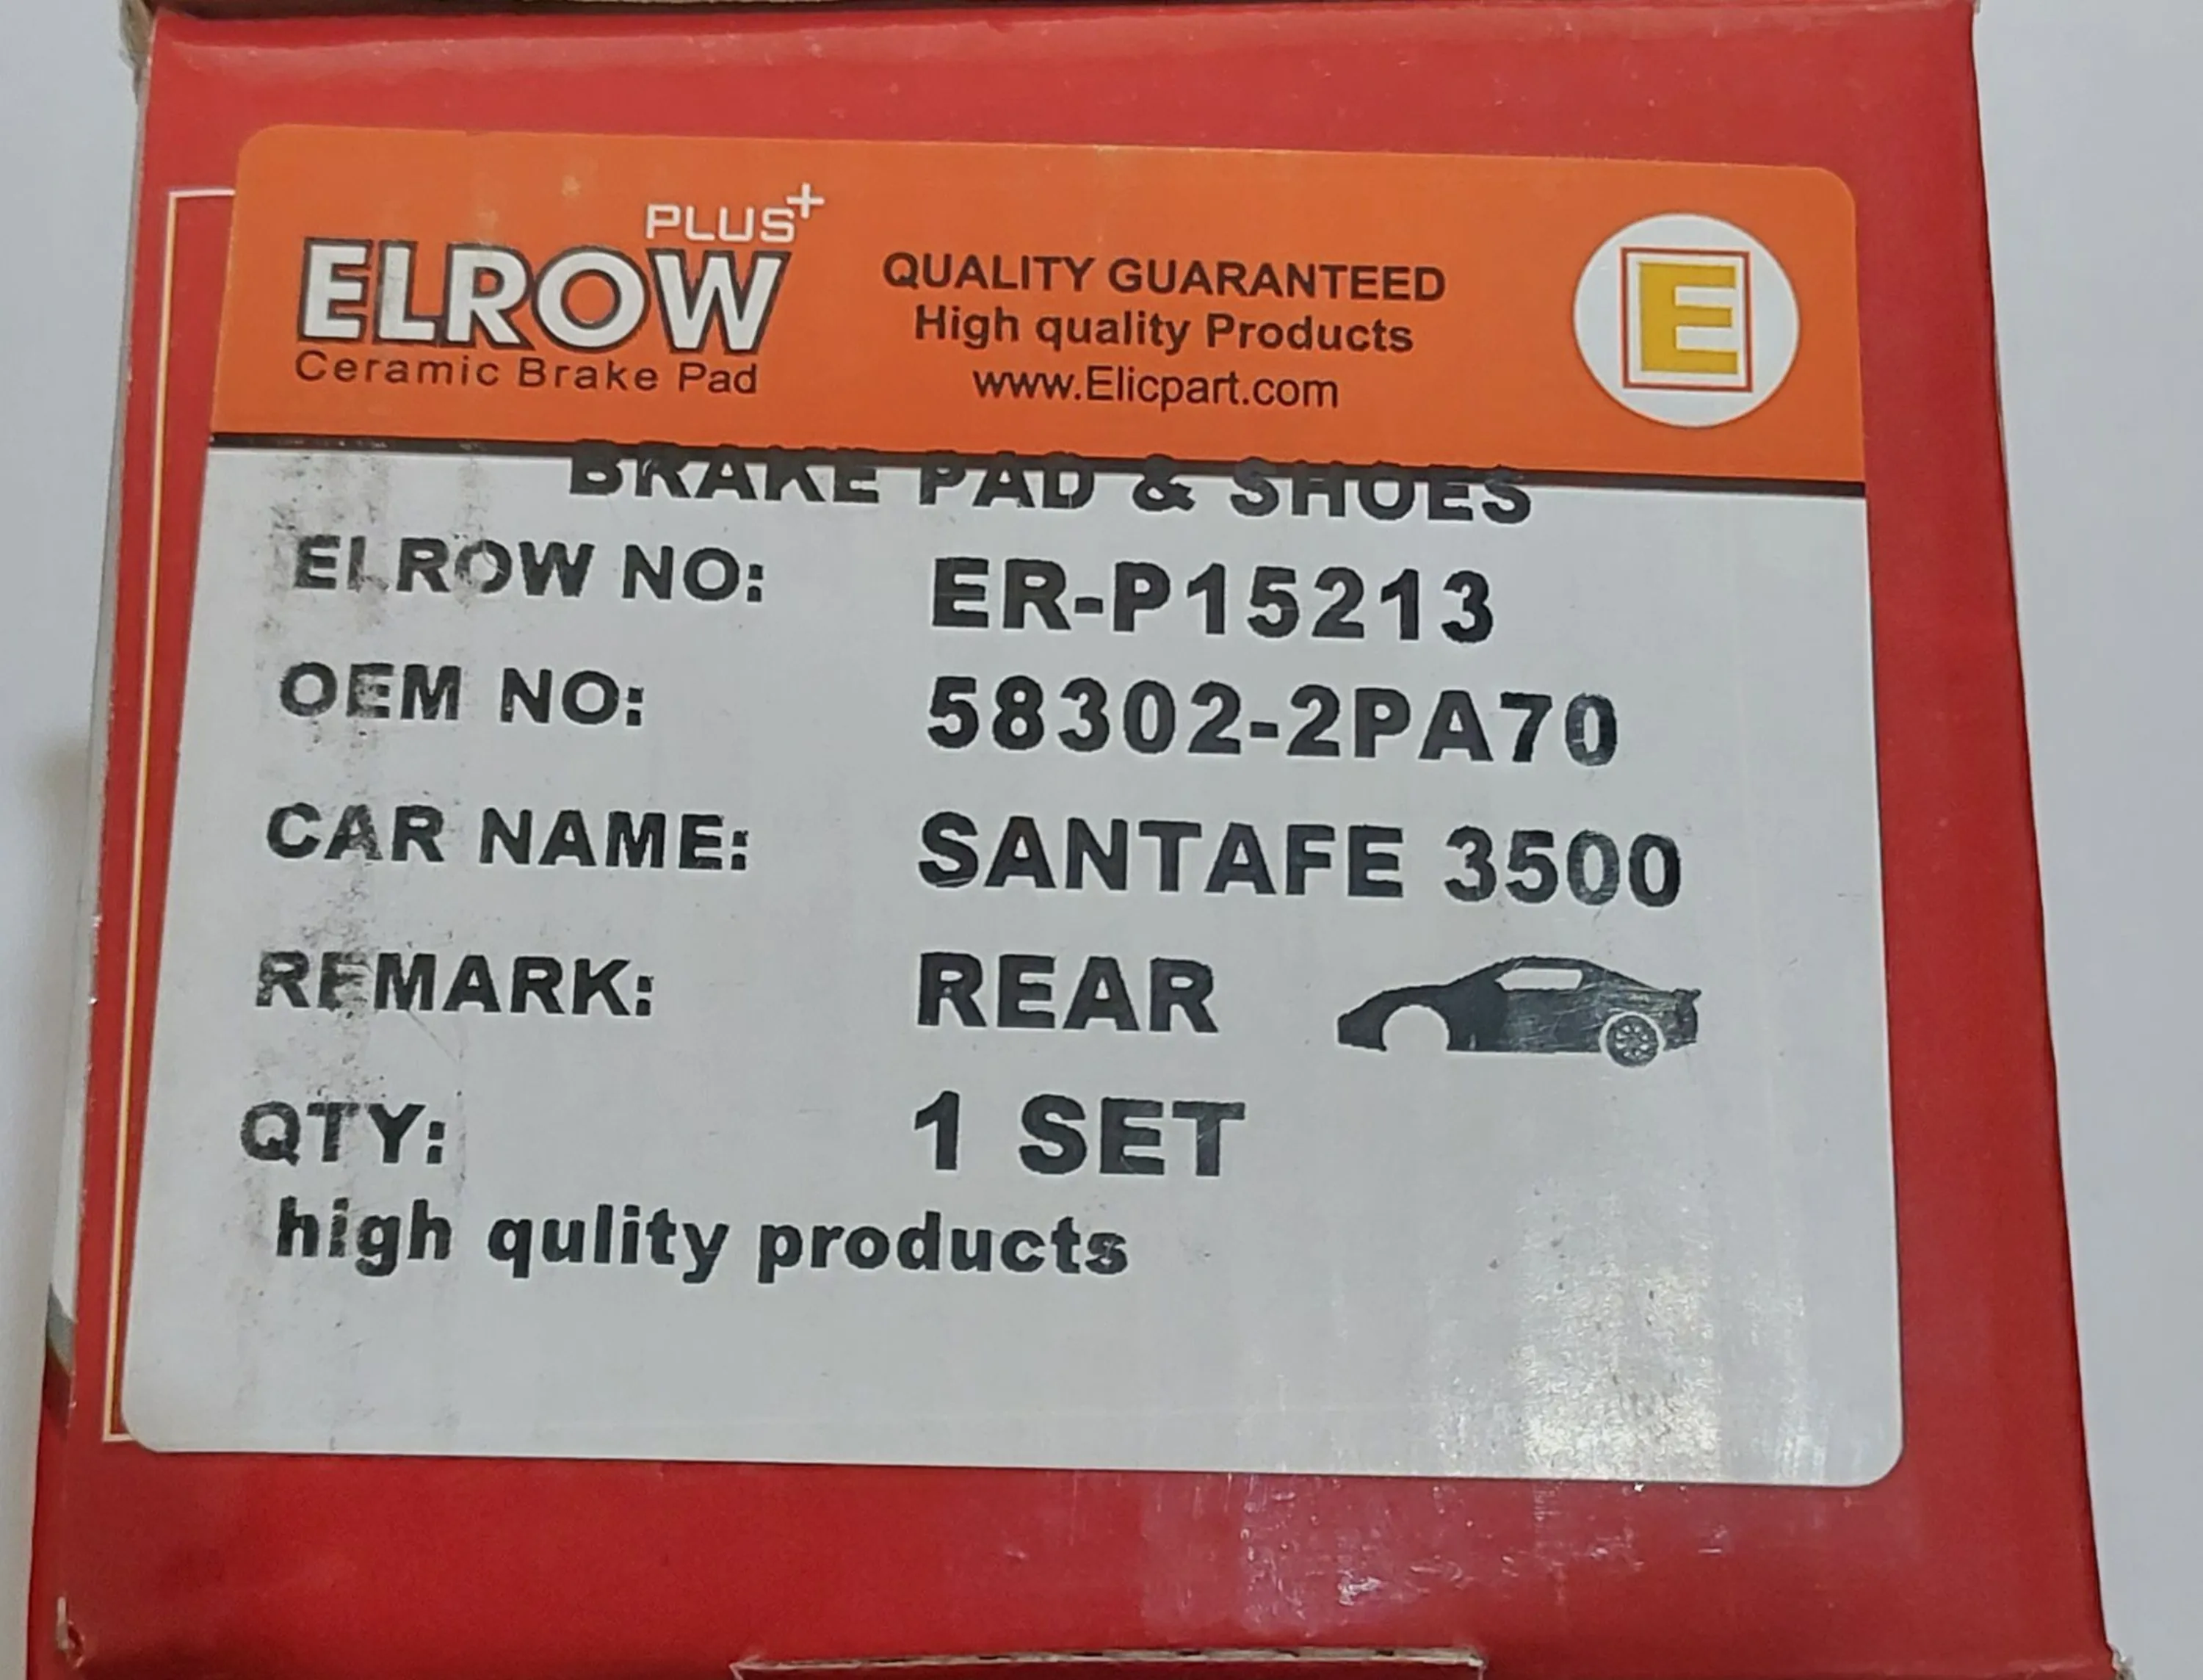 PLUS+
ELROW
Ceramic Brake Pad
QUALITY GUARANTEED
High quality Products
www.Elicpart.com
E
BRAKE PAD & SHOES
ELROW NO: ER-P15213
OEM NO: 58302-2PA70
CAR NAME: SANTAFE 3500
REMARK: REAR
QTY: 1 SET
high qulity products